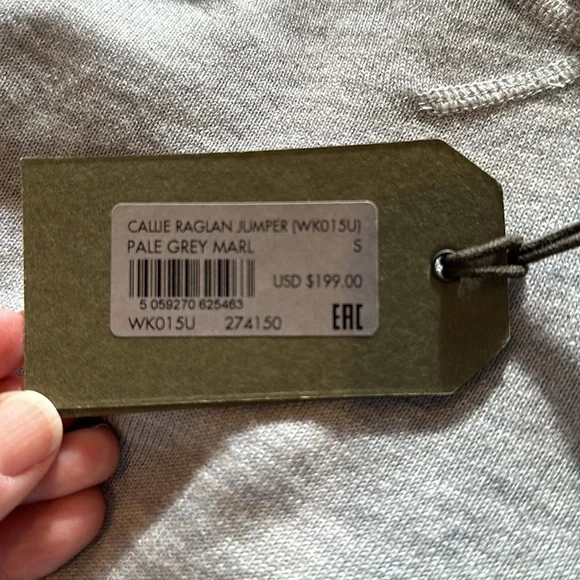 CALLIE RAGLAN JUMPER (WK015U)
PALE GREY MARL S
USD $199.00
5 059270 625463
WK015U 274150 EAC